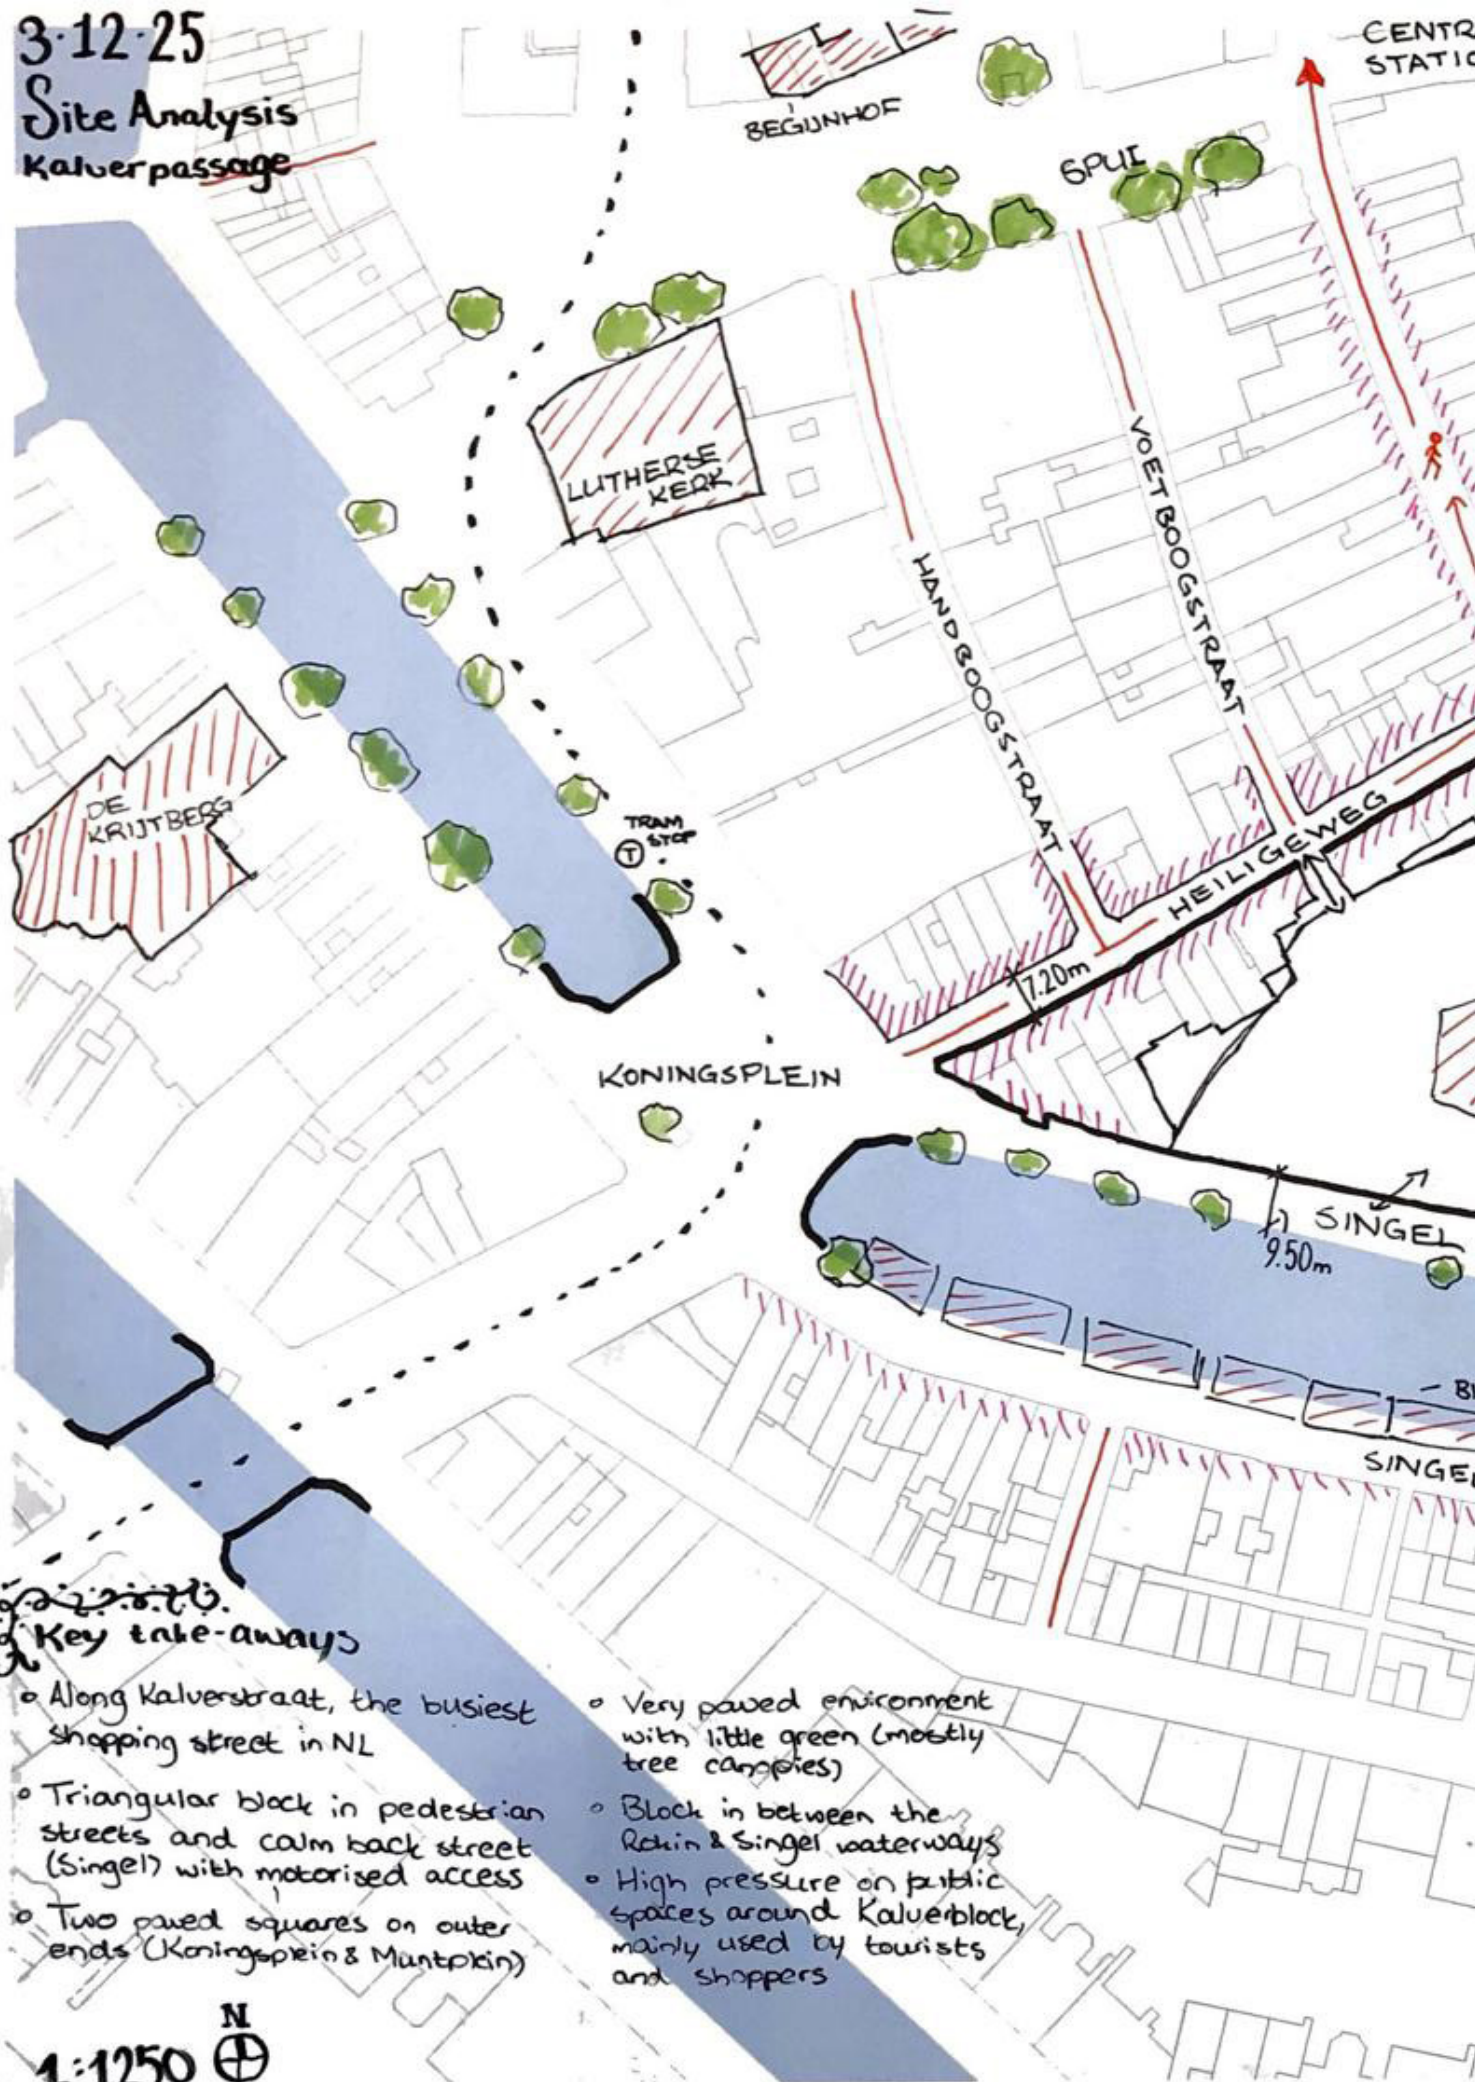 3·12·25
Site Analysis
Kalverpassage
CENTR
STATIO
BEGIJNHOF
SPUI
LUTHERSE
KERK
VOETBOOGSTRAAT
HANDBOOGSTRAAT
DE
KRIJTBERG
TRAM
STOP
T
HEILIGEWEG
7.20m
KONINGSPLEIN
SINGEL
9.50m
SINGEL
Key take-aways
∘ Along Kalverstraat, the busiest
shopping street in NL
∘ Triangular block in pedestrian
streets and calm back street
(Singel) with motorised access
∘ Two paved squares on outer
ends (Koningsplein & Muntplein)
∘ Very paved environment
with little green (mostly
tree canopies)
∘ Block in between the
Rokin & Singel waterways
∘ High pressure on public
spaces around Kalverblock,
mainly used by tourists
and shoppers
N
1:1250